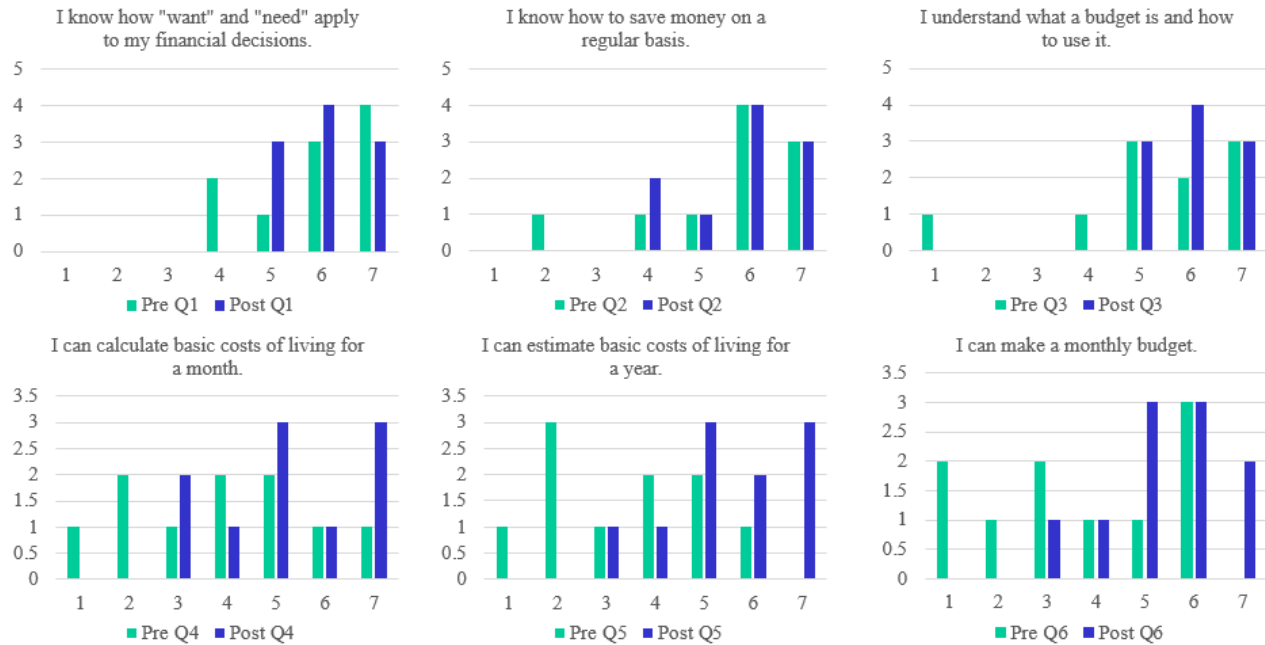 I know how "want" and "need" apply
to my financial decisions.
5
4
3
2
1
0
1 2 3 4 5 6 7
Pre Q1 Post Q1
I know how to save money on a
regular basis.
5
4
3
2
1
0
1 2 3 4 5 6 7
Pre Q2 Post Q2
I understand what a budget is and how
to use it.
5
4
3
2
1
0
1 2 3 4 5 6 7
Pre Q3 Post Q3
I can calculate basic costs of living for
a month.
3.5
3
2.5
2
1.5
1
0.5
0
1 2 3 4 5 6 7
Pre Q4 Post Q4
I can estimate basic costs of living for
a year.
3.5
3
2.5
2
1.5
1
0.5
0
1 2 3 4 5 6 7
Pre Q5 Post Q5
I can make a monthly budget.
3.5
3
2.5
2
1.5
1
0.5
0
1 2 3 4 5 6 7
Pre Q6 Post Q6